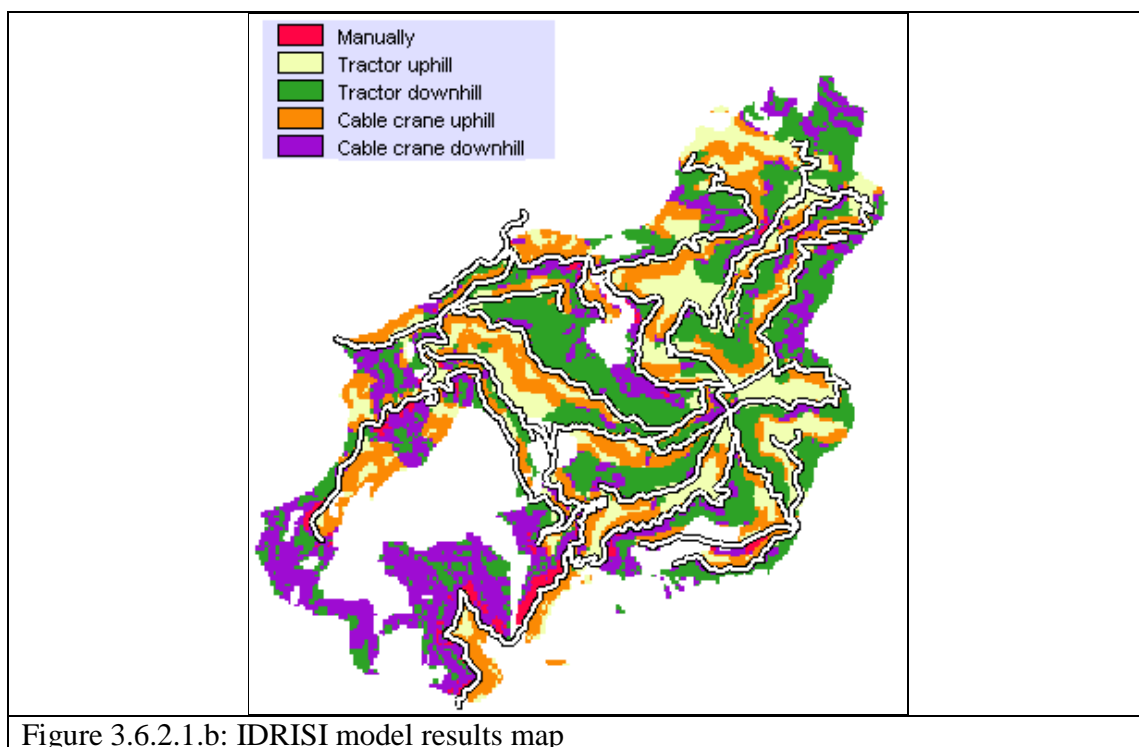 Manually
Tractor uphill
Tractor downhill
Cable crane uphill
Cable crane downhill
Figure 3.6.2.1.b: IDRISI model results map